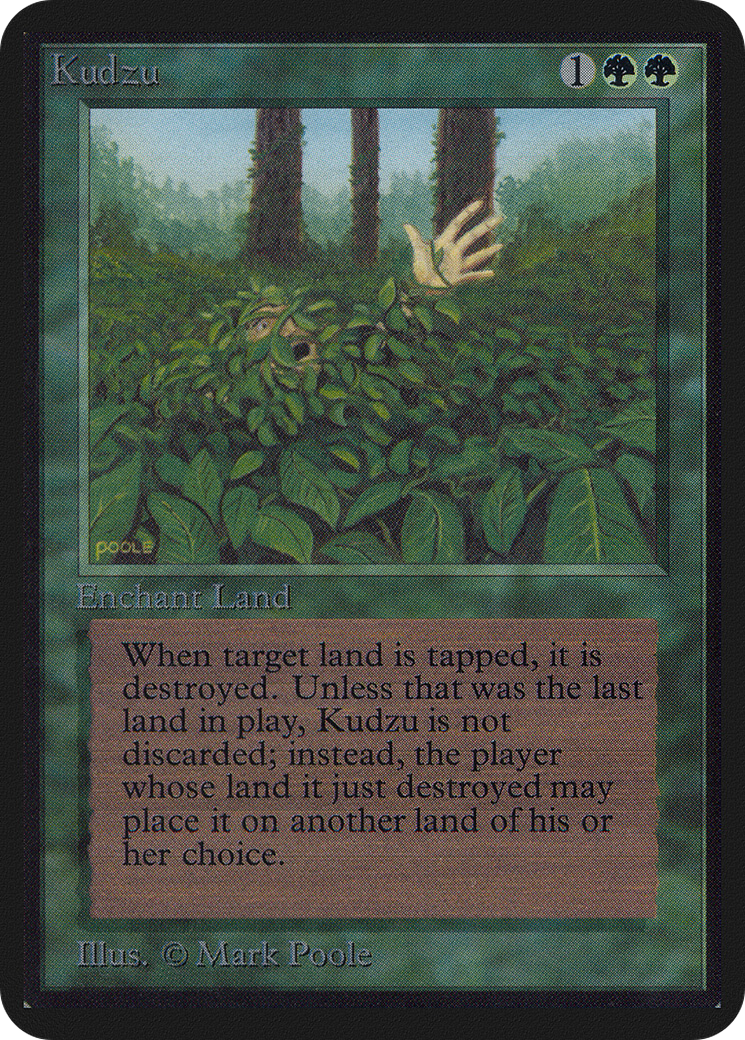 Kudzu 1
POOLE
Enchant Land
When target land is tapped, it is
destroyed. Unless that was the last
land in play, Kudzu is not
discarded; instead, the player
whose land it just destroyed may
place it on another land of his or
her choice.
Illus. © Mark Poole